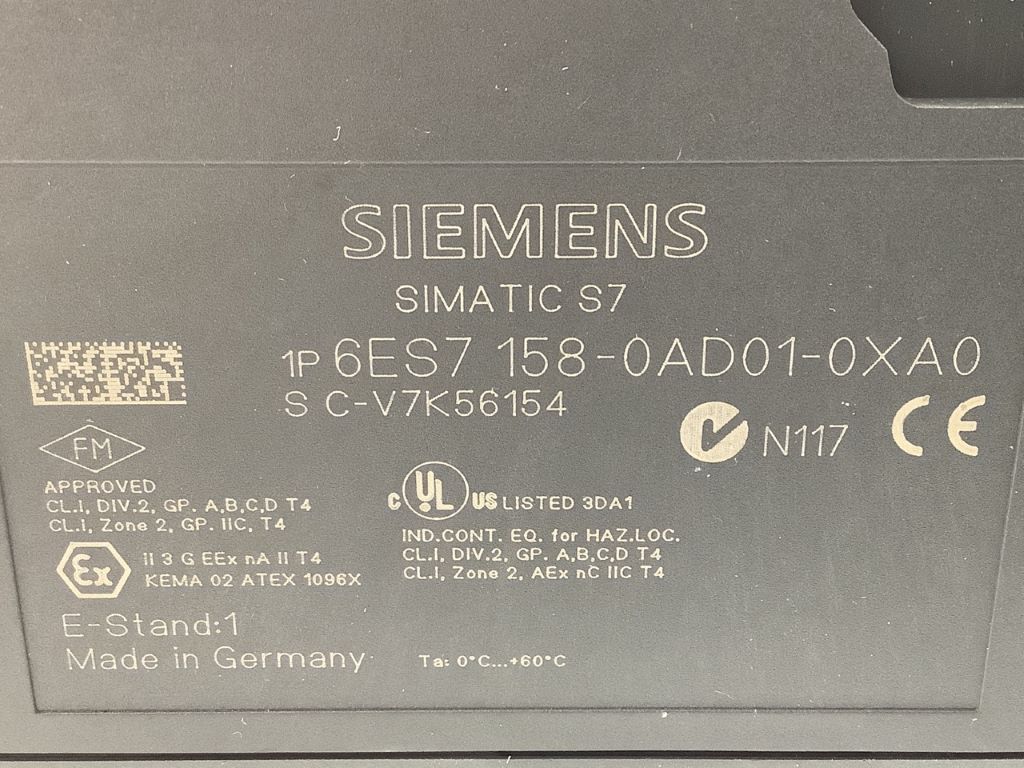 SIEMENS
SIMATIC S7
1P 6ES7 158-0AD01-0XA0
S C-V7K56154
N117 CE
FM
APPROVED
CL.I, DIV.2, GP. A,B,C,D T4
CL.I, Zone 2, GP. IIC, T4
C UL US LISTED 3DA1
IND.CONT. EQ. for HAZ.LOC.
CL.I, DIV.2, GP. A,B,C,D T4
CL.I, Zone 2, AEx nC IIC T4
Ex II 3 G EEx nA II T4
KEMA 02 ATEX 1096X
E-Stand:1
Made in Germany
Ta: 0°C...+60°C